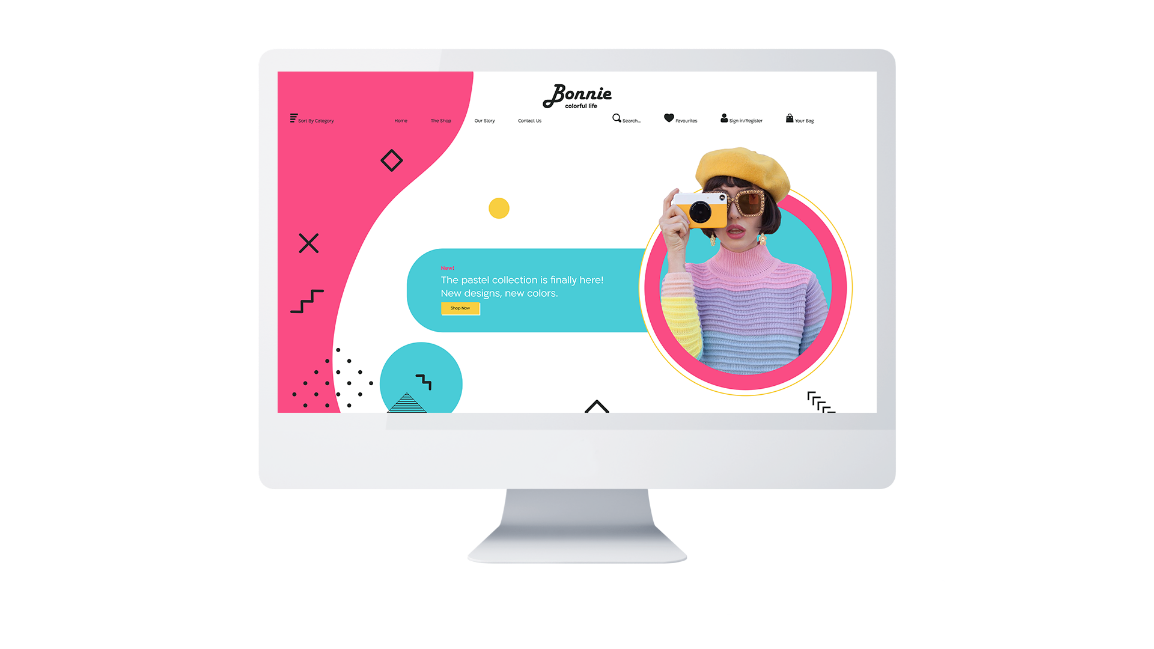 Bonnie
colorful life
Sort By Category
Home
The Shop
Our Story
Contact Us
Search...
Favourites
Sign In/Register
Your Bag
New!
The pastel collection is finally here!
New designs, new colors.
Shop Now